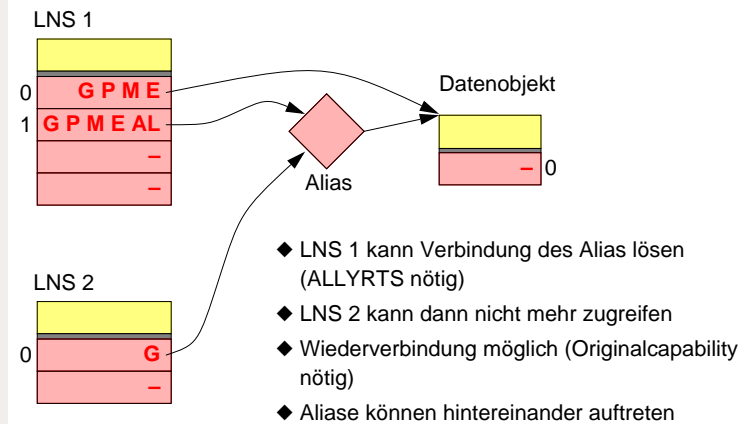 LNS 1
0 G P M E
1 G P M E AL
–
–
Datenobjekt
– 0
Alias
LNS 2
0 G
–
◆ LNS 1 kann Verbindung des Alias lösen
(ALLYRTS nötig)
◆ LNS 2 kann dann nicht mehr zugreifen
◆ Wiederverbindung möglich (Originalcapability
nötig)
◆ Aliase können hintereinander auftreten